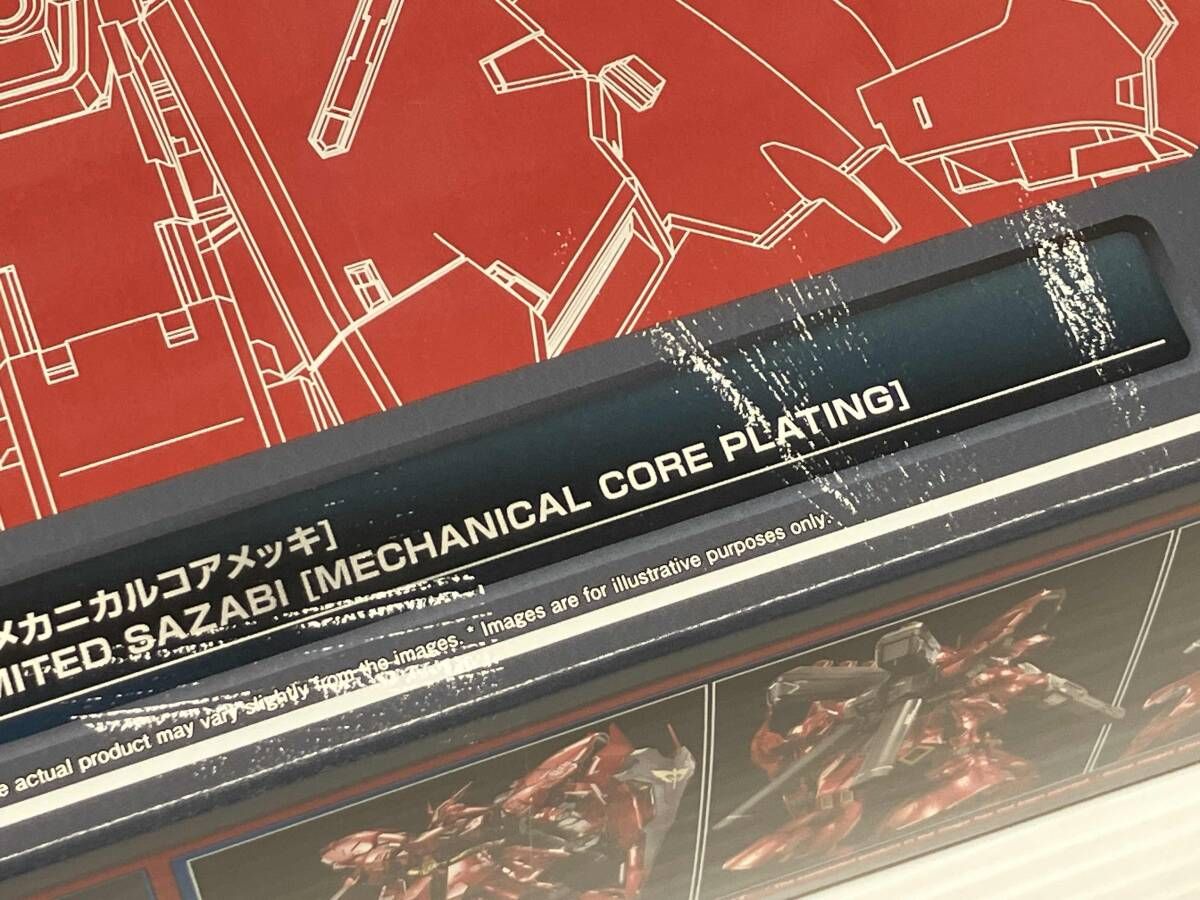 メカニカルコアメッキ]
MITED SAZABI [MECHANICAL CORE PLATING]
e actual product may vary slightly from the images. * Images are for illustrative purposes only.